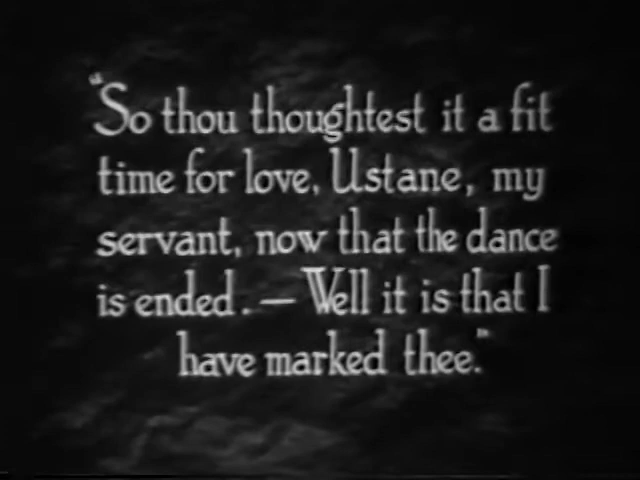 "So thou thoughtest it a fit
time for love, Ustane, my
servant, now that the dance
is ended. — Well it is that I
have marked thee."